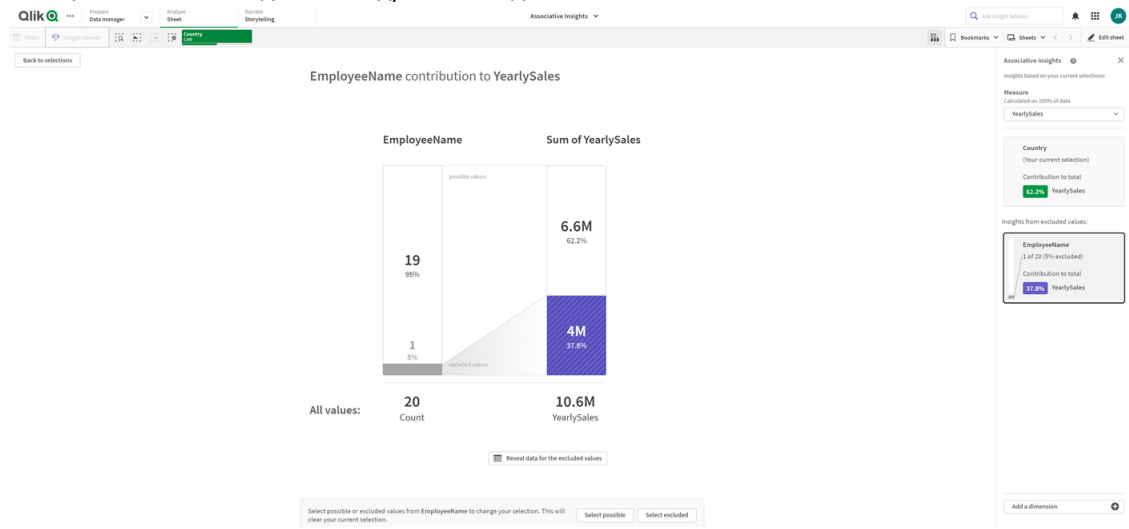 Qlik
Prepare
Data manager
Analyze
Sheet
Narrate
Storytelling
Associative Insights
Ask Insight Advisor
JK
Notes
Insight Advisor
Country
CAN
Bookmarks
Sheets
Edit sheet
Back to selections
EmployeeName contribution to YearlySales
EmployeeName
Sum of YearlySales
possible values
6.6M
62.2%
19
95%
4M
37.8%
1
5%
excluded values
All values:
20
Count
10.6M
YearlySales
Reveal data for the excluded values
Select possible or excluded values from EmployeeName to change your selection. This will
clear your current selection.
Select possible
Select excluded
Associative insights
Insights based on your current selections:
Measure
Calculated on 100% of data
YearlySales
Country
(Your current selection)
Contribution to total
62.2% YearlySales
Insights from excluded values:
EmployeeName
1 of 20 (5% excluded)
Contribution to total
37.8% YearlySales
Add a dimension